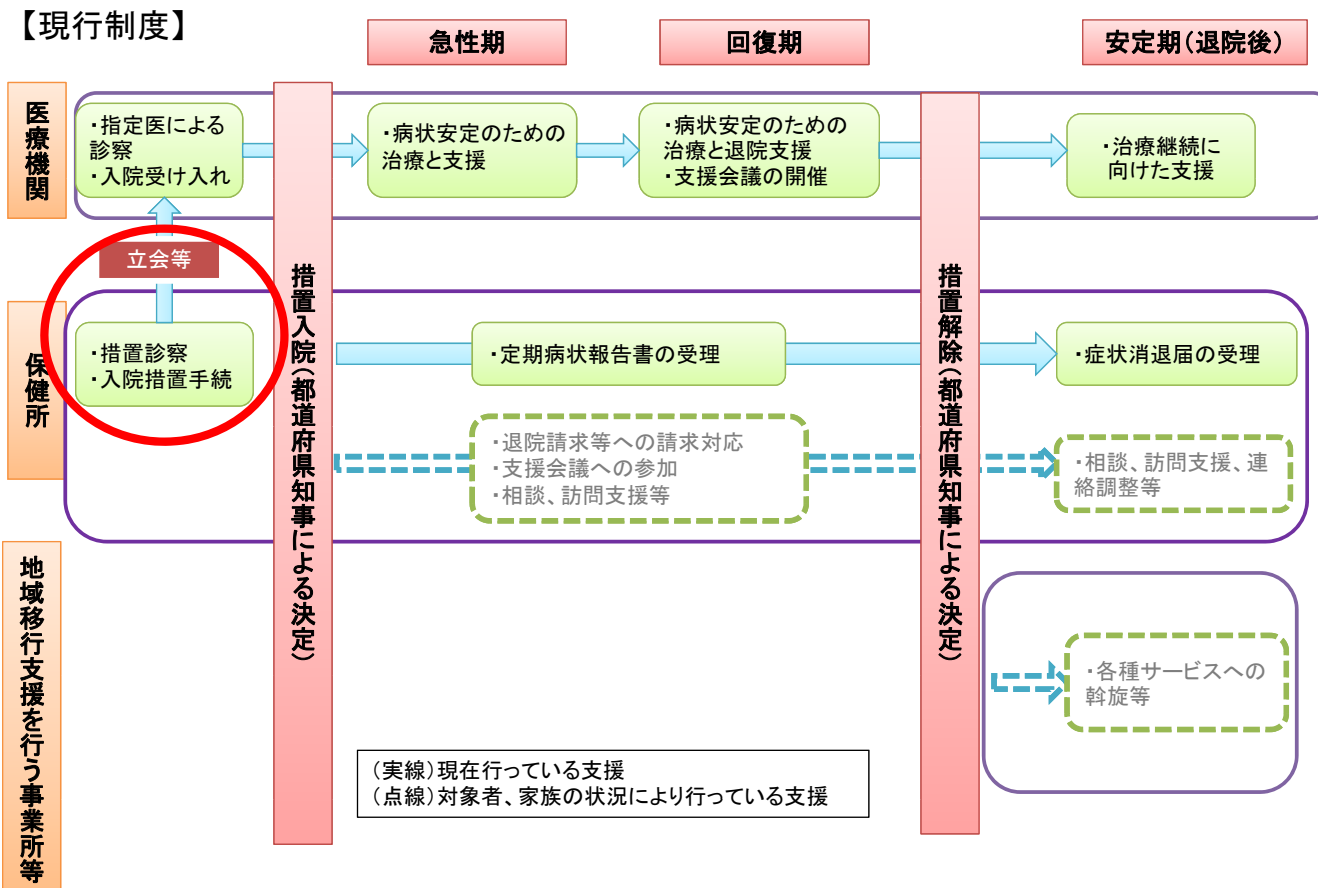 【現行制度】
急性期
回復期
安定期(退院後)
医療機関
・指定医による
診察
・入院受け入れ
・病状安定のための
治療と支援
・病状安定のための
治療と退院支援
・支援会議の開催
・治療継続に
向けた支援
立会等
措置入院(都道府県知事による決定)
措置解除(都道府県知事による決定)
保健所
・措置診察
・入院措置手続
・定期病状報告書の受理
・症状消退届の受理
・退院請求等への請求対応
・支援会議への参加
・相談、訪問支援等
・相談、訪問支援、連
絡調整等
地域移行支援を行う事業所等
・各種サービスへの
斡旋等
(実線)現在行っている支援
(点線)対象者、家族の状況により行っている支援